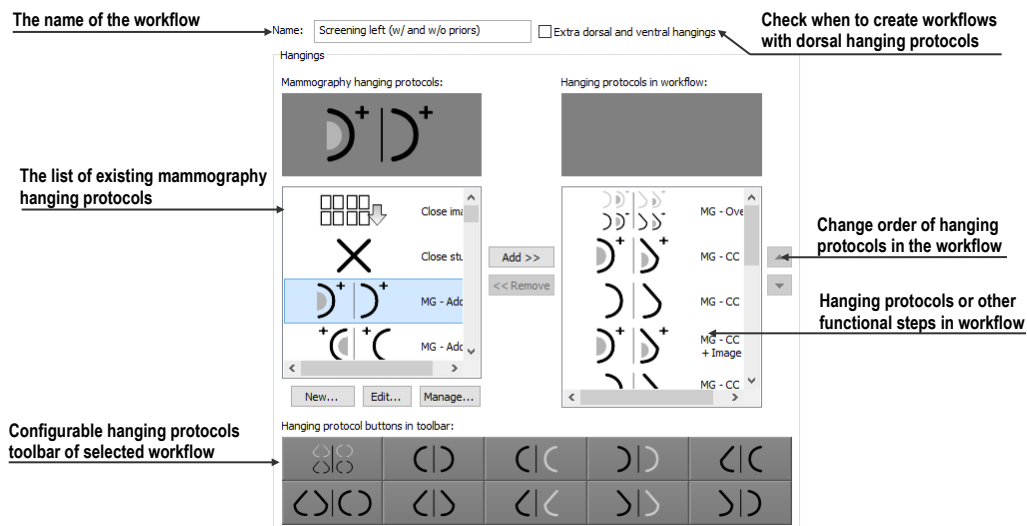 The name of the workflow
Name: Screening left (w/ and w/o priors) Extra dorsal and ventral hangings
Check when to create workflows
with dorsal hanging protocols
Hangings
Mammography hanging protocols: Hanging protocols in workflow:
The list of existing mammography
hanging protocols
Close ima
Close stu
MG - Add
MG - Add
Add >>
<< Remove
MG - Ove
MG - CC
MG - CC
MG - CC
+ Image
MG - CC
Change order of hanging
protocols in the workflow
Hanging protocols or other
functional steps in workflow
New... Edit... Manage...
Configurable hanging protocols
toolbar of selected workflow
Hanging protocol buttons in toolbar: